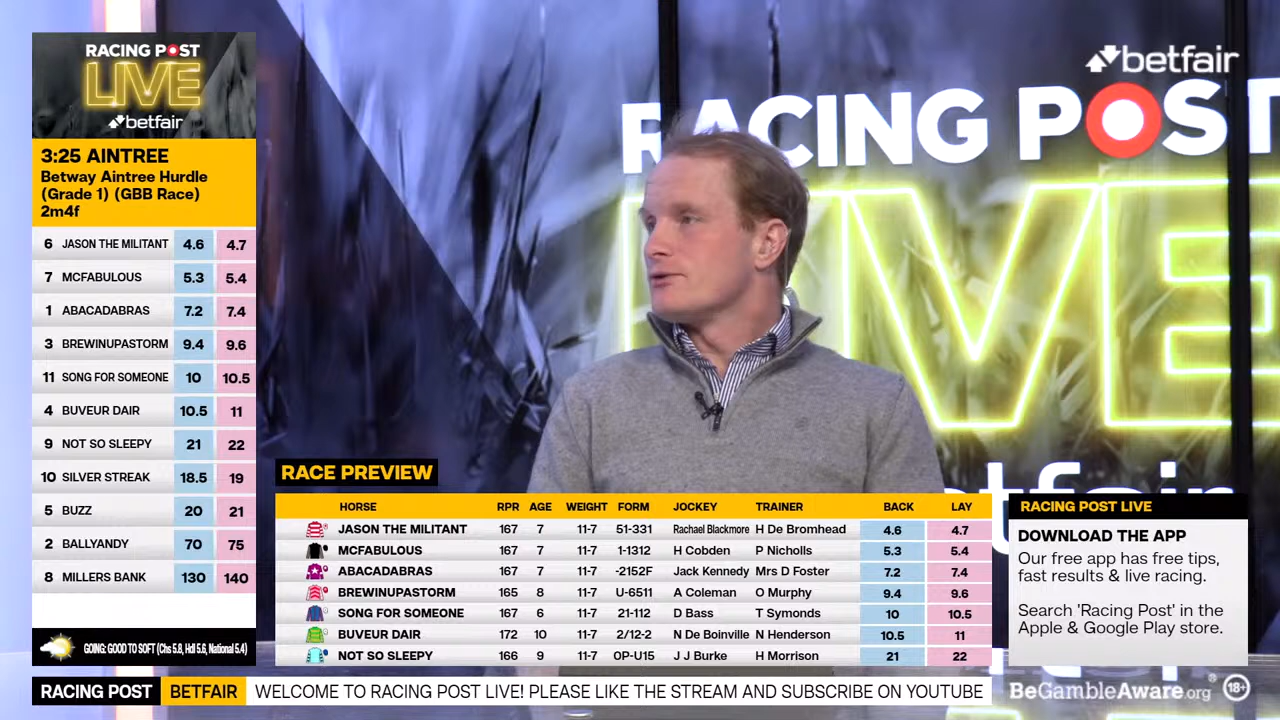 RACING POST
LIVE
betfair
3:25 AINTREE
Betway Aintree Hurdle
(Grade 1) (GBB Race)
2m4f
6 JASON THE MILITANT 4.6 4.7
7 MCFABULOUS 5.3 5.4
1 ABACADABRAS 7.2 7.4
3 BREWINUPASTORM 9.4 9.6
11 SONG FOR SOMEONE 10 10.5
4 BUVEUR DAIR 10.5 11
9 NOT SO SLEEPY 21 22
10 SILVER STREAK 18.5 19
5 BUZZ 20 21
2 BALLYANDY 70 75
8 MILLERS BANK 130 140
GOING: GOOD TO SOFT (Chs 5.8, Hdl 5.6, National 5.4)
betfair
RACING POST
LIVE
betfair
RACE PREVIEW
HORSE RPR AGE WEIGHT FORM JOCKEY TRAINER BACK LAY
JASON THE MILITANT 167 7 11-7 51-331 Rachael Blackmore H De Bromhead 4.6 4.7
MCFABULOUS 167 7 11-7 1-1312 H Cobden P Nicholls 5.3 5.4
ABACADABRAS 167 7 11-7 -2152F Jack Kennedy Mrs D Foster 7.2 7.4
BREWINUPASTORM 165 8 11-7 U-6511 A Coleman O Murphy 9.4 9.6
SONG FOR SOMEONE 167 6 11-7 21-112 D Bass T Symonds 10 10.5
BUVEUR DAIR 172 10 11-7 2/12-2 N De Boinville N Henderson 10.5 11
NOT SO SLEEPY 166 9 11-7 0P-U15 J J Burke H Morrison 21 22
RACING POST LIVE
DOWNLOAD THE APP
Our free app has free tips,
fast results & live racing.
Search 'Racing Post' in the
Apple & Google Play store.
RACING POST BETFAIR WELCOME TO RACING POST LIVE! PLEASE LIKE THE STREAM AND SUBSCRIBE ON YOUTUBE
BeGambleAware.org® 18+